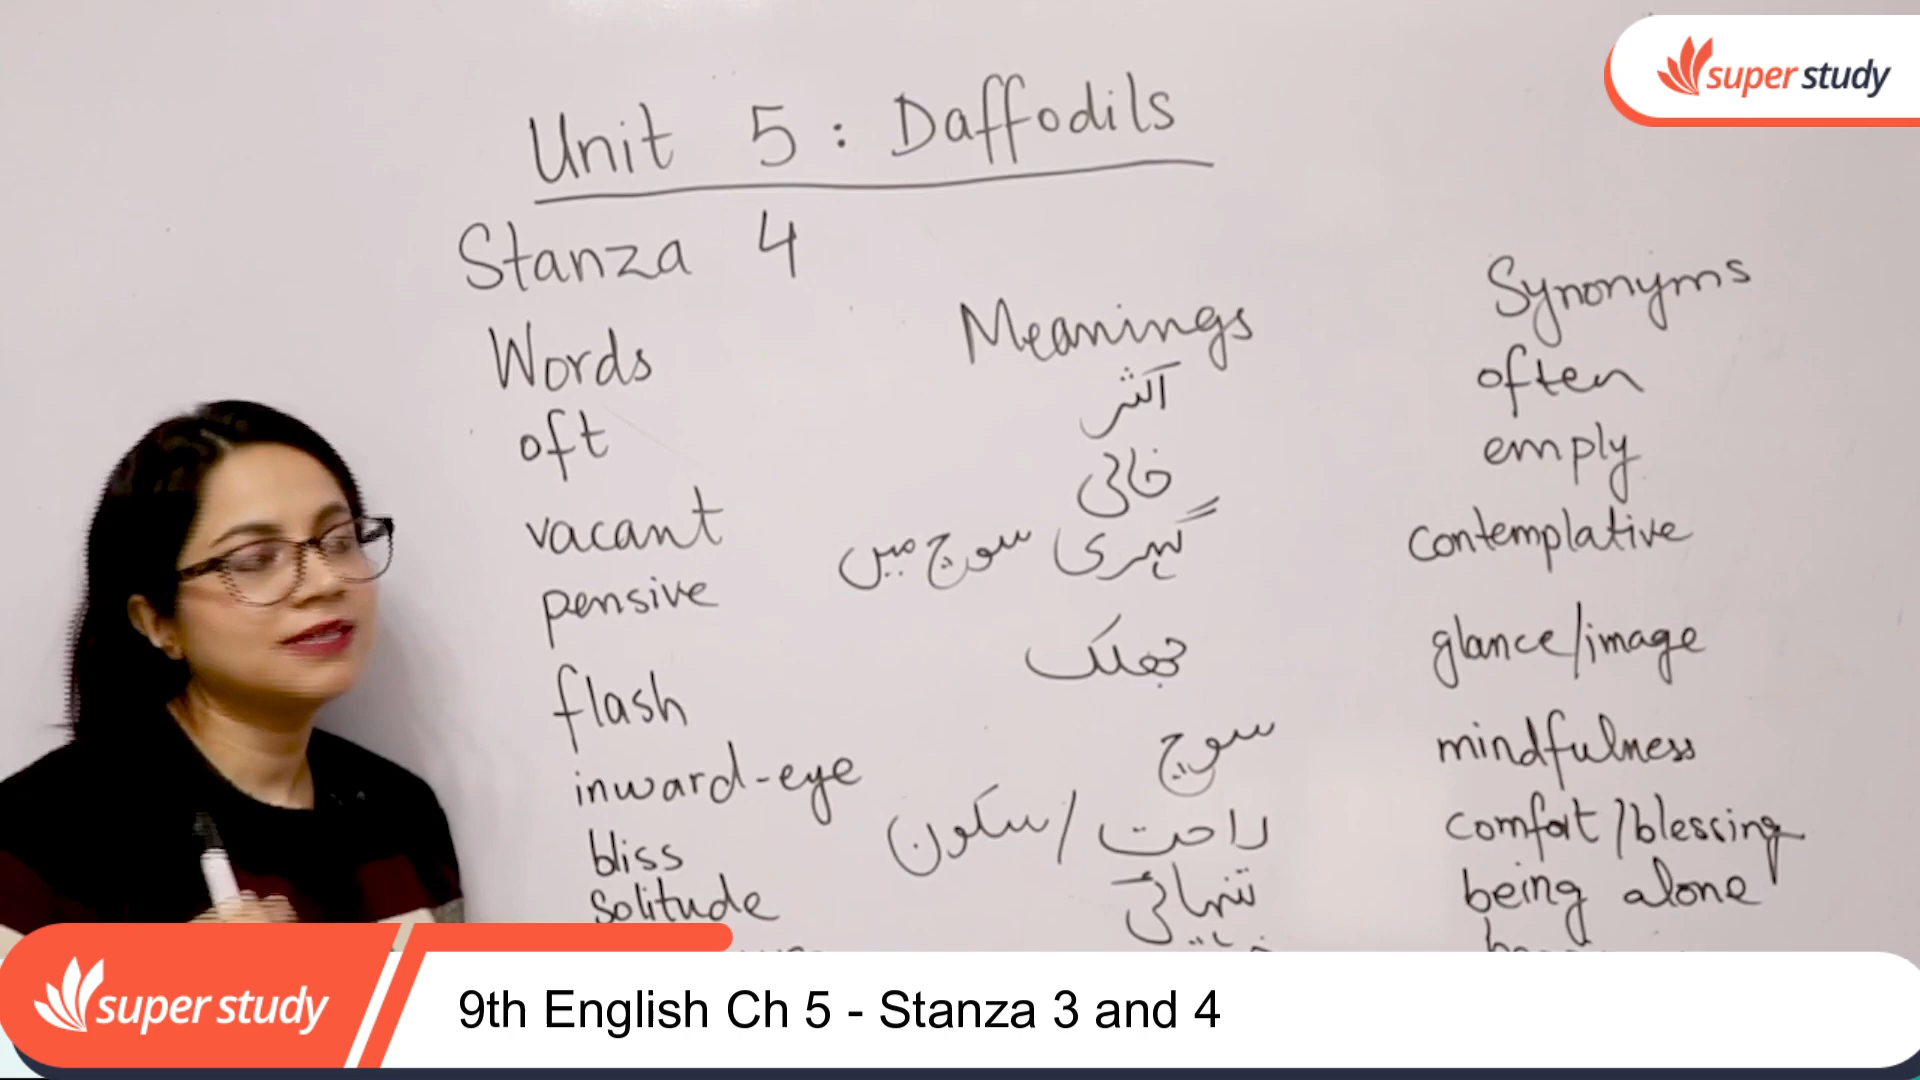 super study
Unit 5 : Daffodils
Stanza 4
Words Meanings Synonyms
oft اکثر often
vacant خالی emply
pensive گہری سوچ میں contemplative
flash جھلک glance/image
inward-eye سوچ mindfulness
bliss راحت / سکون comfort/blessing
solitude تنہائی being alone
super study
9th English Ch 5 - Stanza 3 and 4